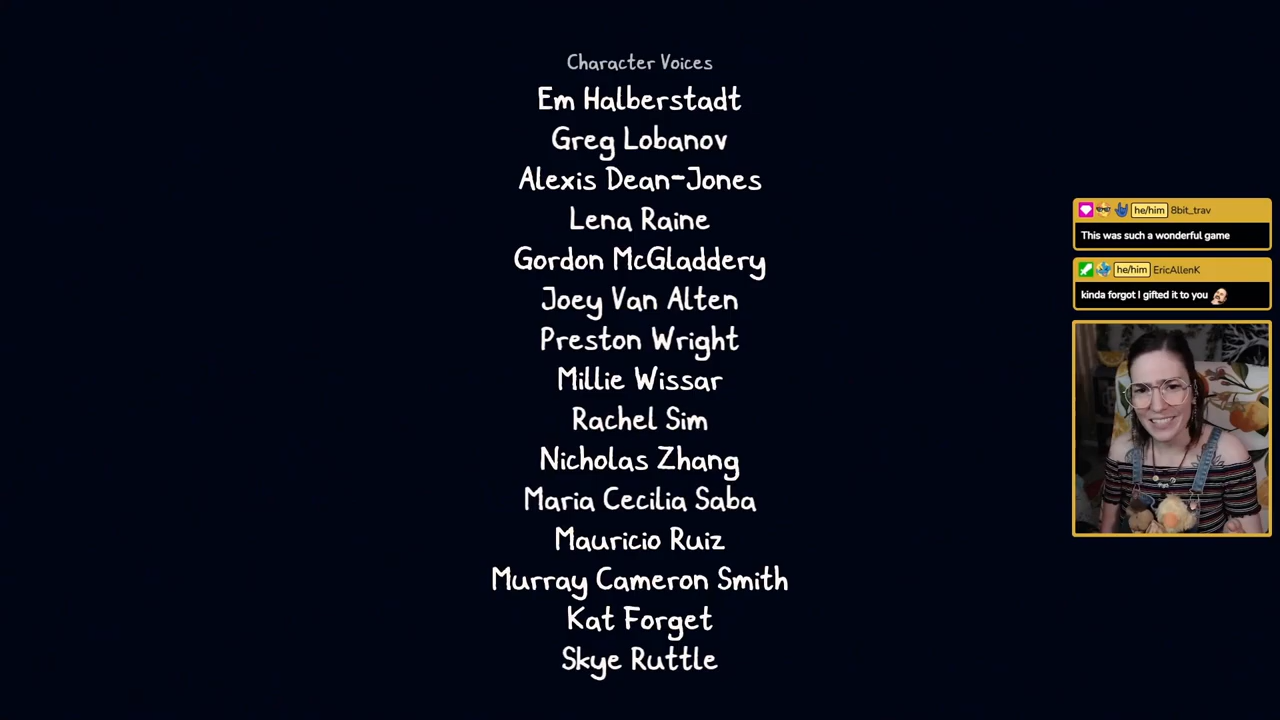 Character Voices
Em Halberstadt
Greg Lobanov
Alexis Dean-Jones
Lena Raine
Gordon McGladdery
Joey Van Alten
Preston Wright
Millie Wissar
Rachel Sim
Nicholas Zhang
Maria Cecilia Saba
Mauricio Ruiz
Murray Cameron Smith
Kat Forget
Skye Ruttle
he/him 8bit_trav
This was such a wonderful game
he/him EricAllenK
kinda forgot I gifted it to you